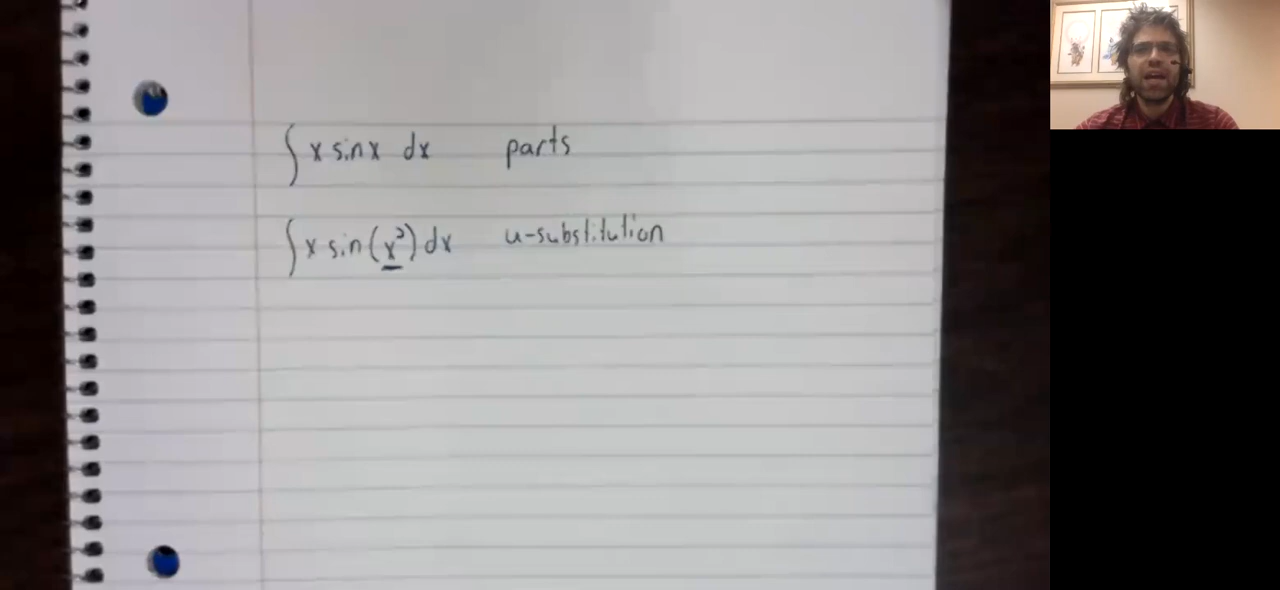 ∫ x sin x dx parts
∫ x sin (x²) dx u-substitution